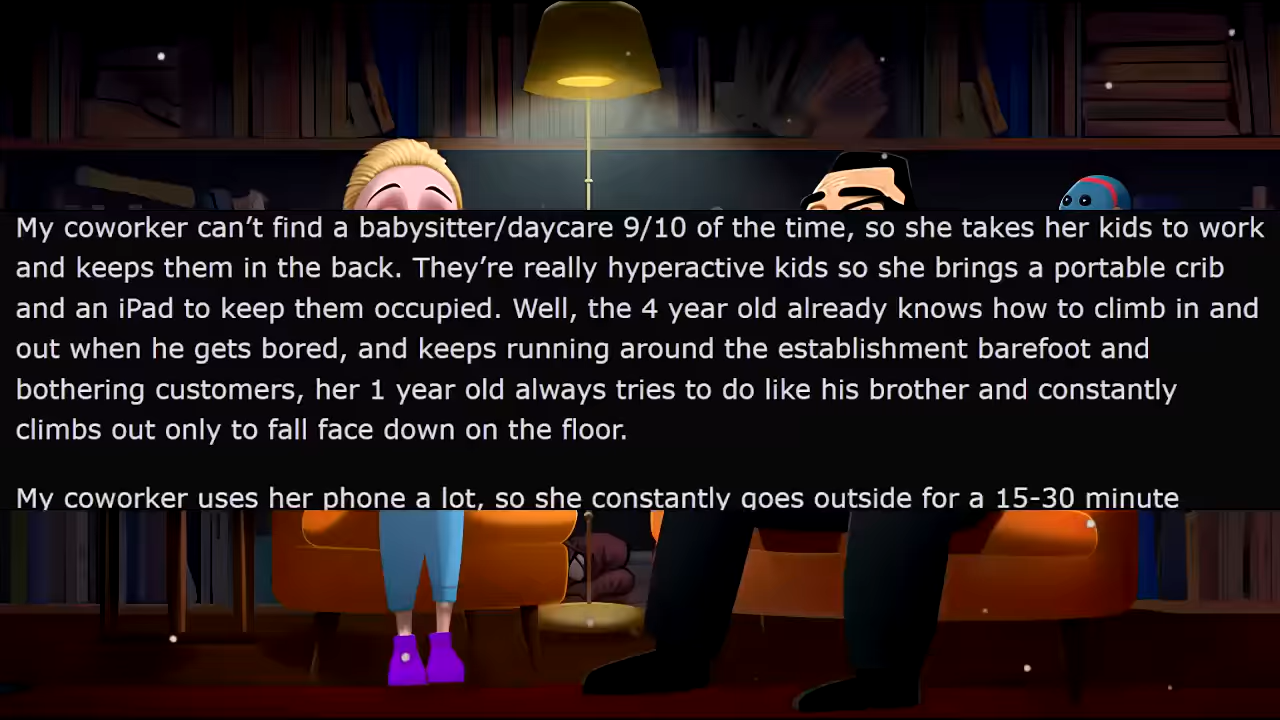 My coworker can’t find a babysitter/daycare 9/10 of the time, so she takes her kids to work
and keeps them in the back. They’re really hyperactive kids so she brings a portable crib
and an iPad to keep them occupied. Well, the 4 year old already knows how to climb in and
out when he gets bored, and keeps running around the establishment barefoot and
bothering customers, her 1 year old always tries to do like his brother and constantly
climbs out only to fall face down on the floor.
My coworker uses her phone a lot, so she constantly goes outside for a 15-30 minute